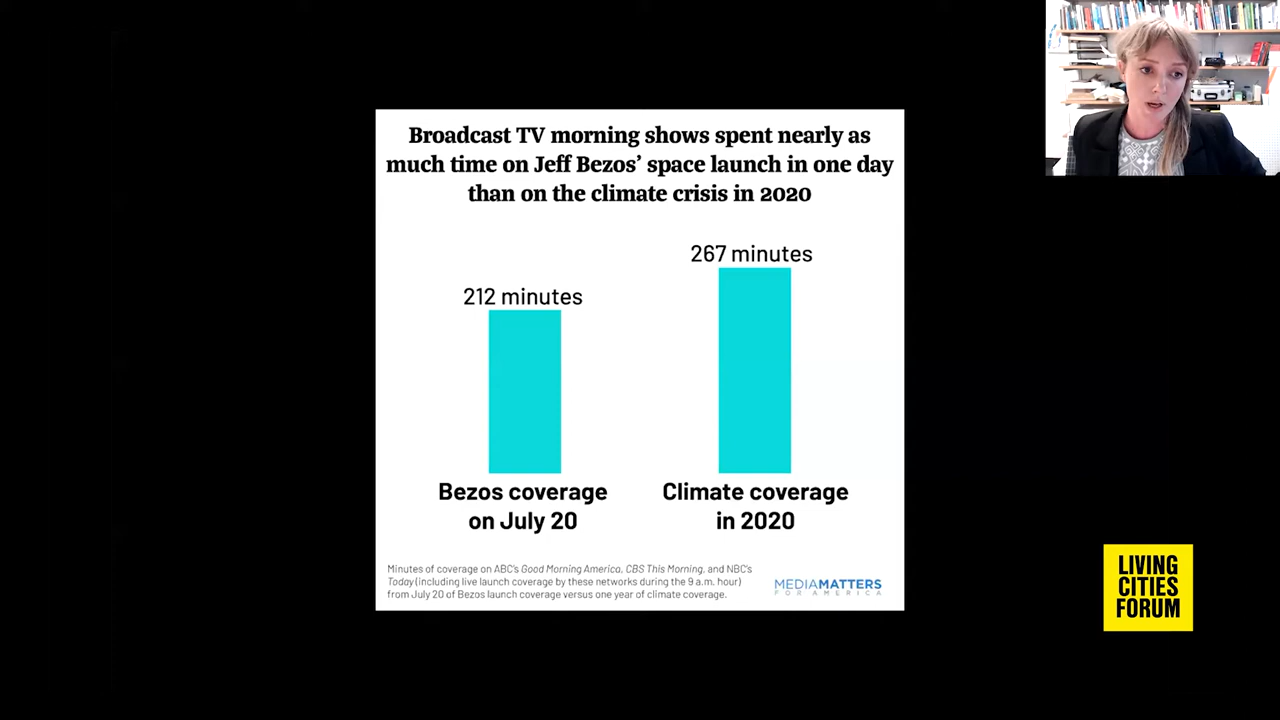 Broadcast TV morning shows spent nearly as
much time on Jeff Bezos’ space launch in one day
than on the climate crisis in 2020
267 minutes
212 minutes
Bezos coverage
on July 20
Climate coverage
in 2020
Minutes of coverage on ABC's Good Morning America, CBS This Morning, and NBC's
Today (including live launch coverage by these networks during the 9 a.m. hour)
from July 20 of Bezos launch coverage versus one year of climate coverage.
MEDIAMATTERS
FOR AMERICA
LIVING
CITIES
FORUM